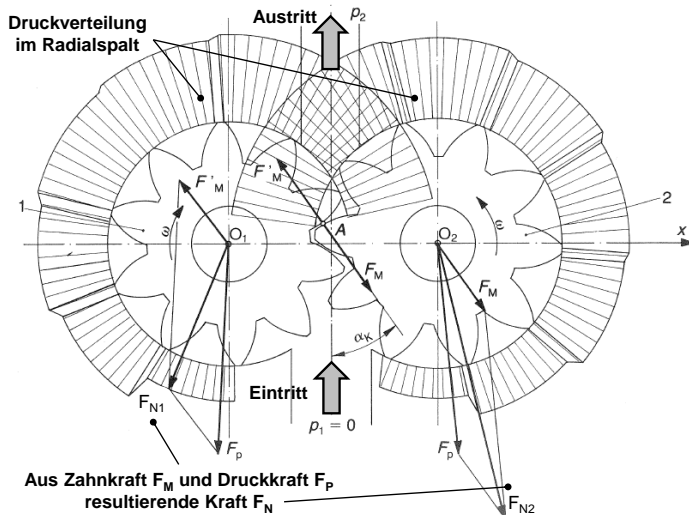 Druckverteilung
im Radialspalt
Austritt
p₂
F'M
F'M
1
ω
O₁
A
O₂
ω
2
x
FM
FM
αK
Eintritt
p₁ = 0
FN1
Fp
Fp
FN2
Aus Zahnkraft FM und Druckkraft FP
resultierende Kraft FN